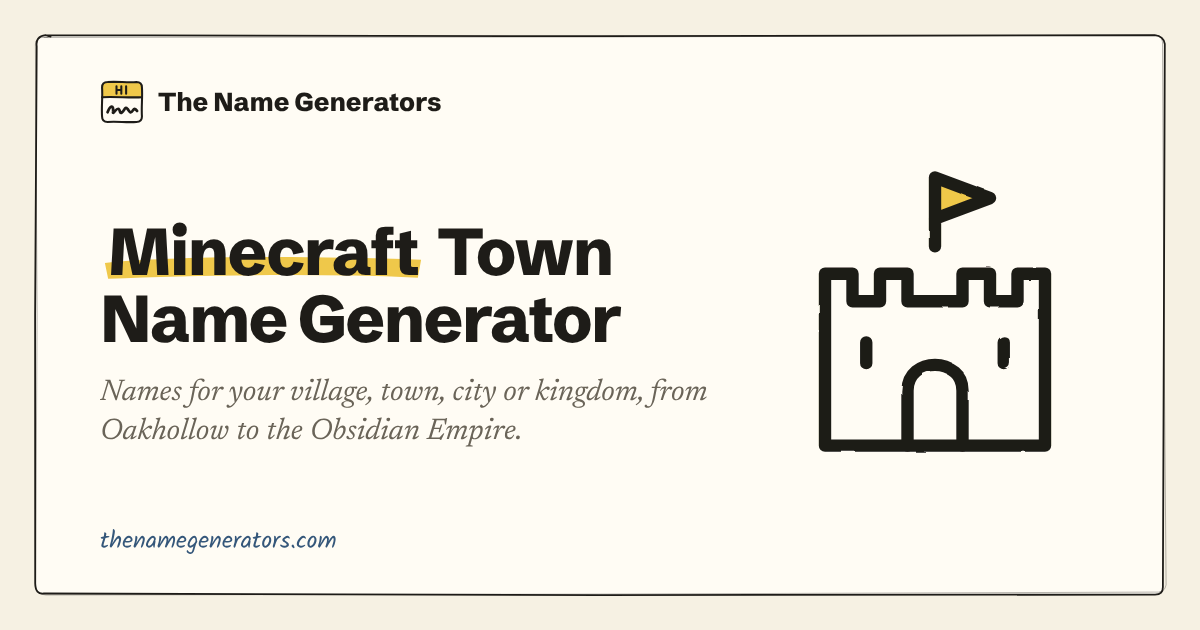 HI
The Name Generators
Minecraft Town
Name Generator
Names for your village, town, city or kingdom, from
Oakhollow to the Obsidian Empire.
thenamegenerators.com